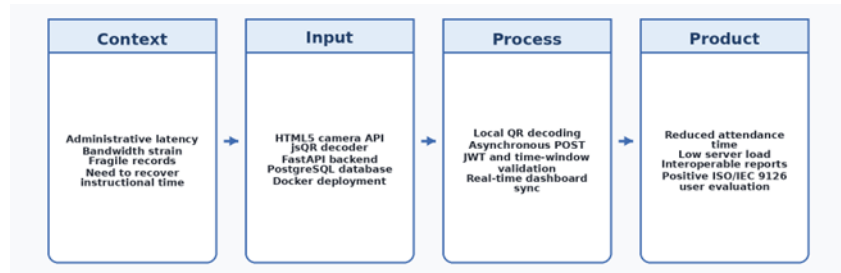 Context
Administrative latency
Bandwidth strain
Fragile records
Need to recover
instructional time
Input
HTML5 camera API
jsQR decoder
FastAPI backend
PostgreSQL database
Docker deployment
Process
Local QR decoding
Asynchronous POST
JWT and time-window
validation
Real-time dashboard
sync
Product
Reduced attendance
time
Low server load
Interoperable reports
Positive ISO/IEC 9126
user evaluation